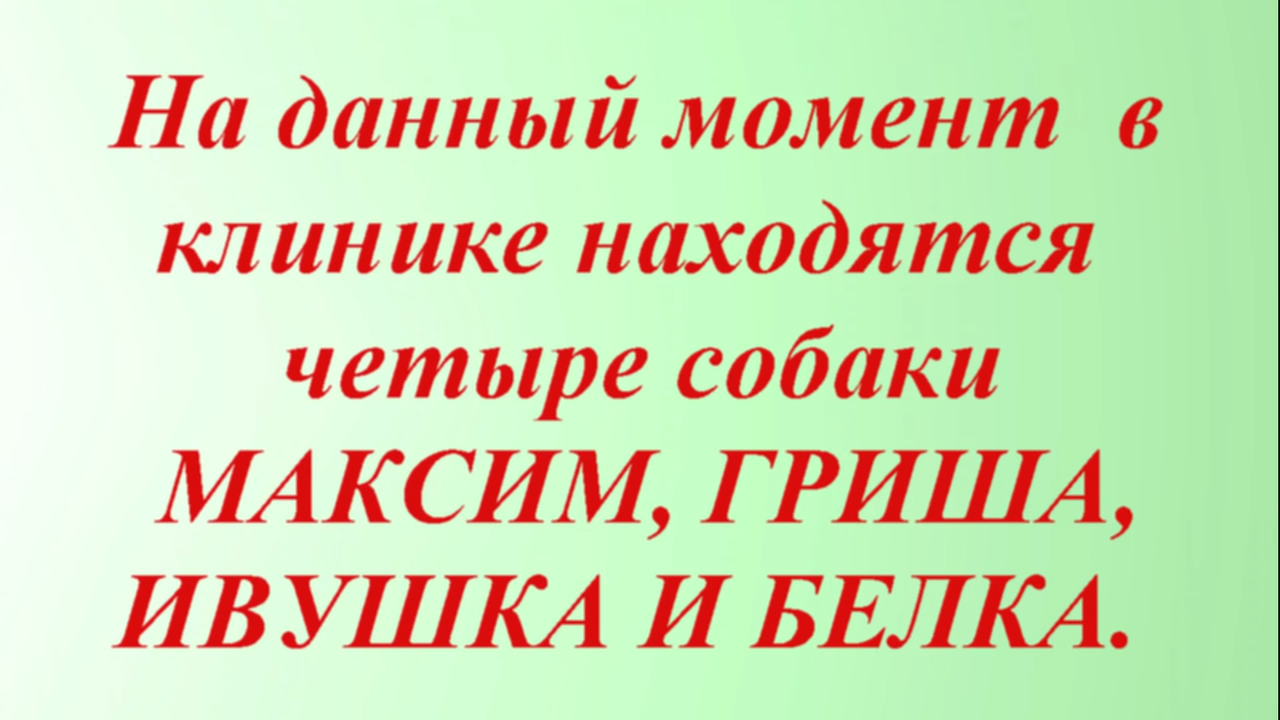 На данный момент в
клинике находятся
четыре собаки
МАКСИМ, ГРИША,
ИВУШКА И БЕЛКА.